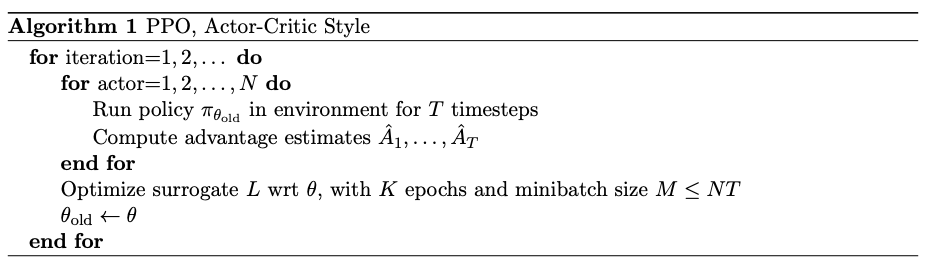 Algorithm 1 PPO, Actor-Critic Style
for iteration=1, 2, . . . do
for actor=1, 2, . . . , N do
Run policy π_θ_old in environment for T timesteps
Compute advantage estimates Â_1, . . . , Â_T
end for
Optimize surrogate L wrt θ, with K epochs and minibatch size M ≤ NT
θ_old ← θ
end for